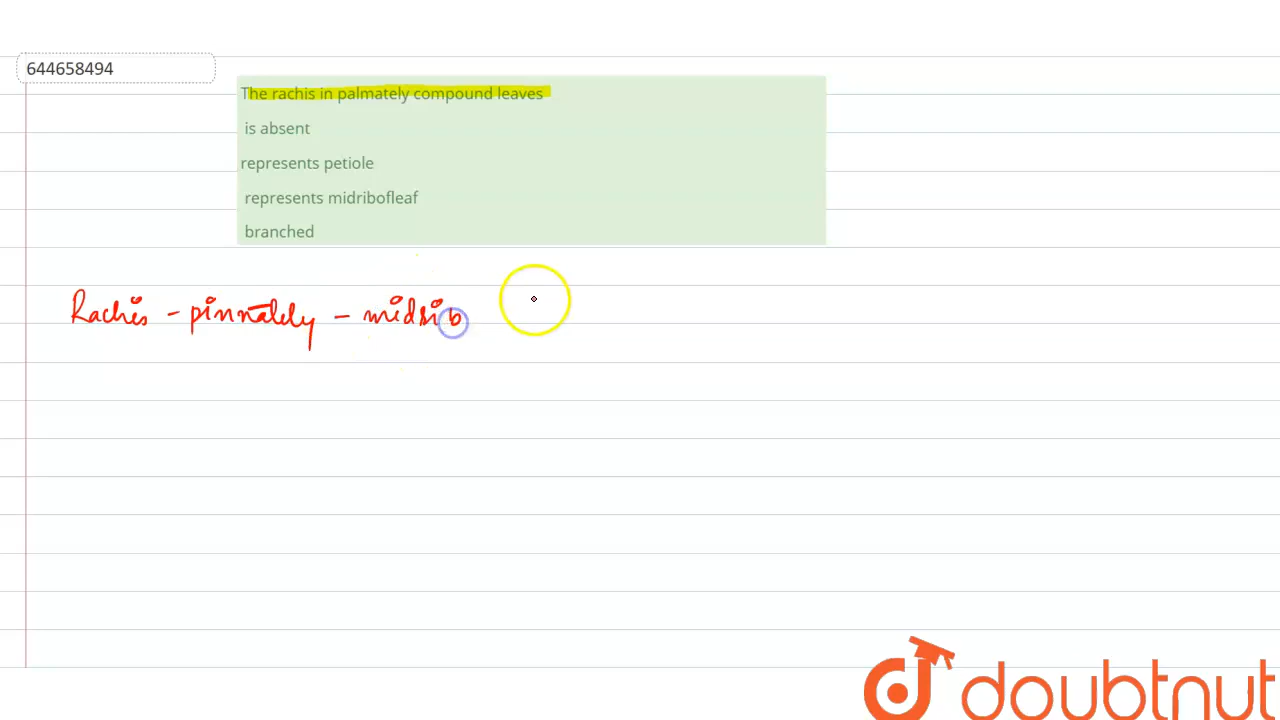 644658494
The rachis in palmately compound leaves
is absent
represents petiole
represents midribofleaf
branched
Rachis - pinnately - midrib
doubtnut